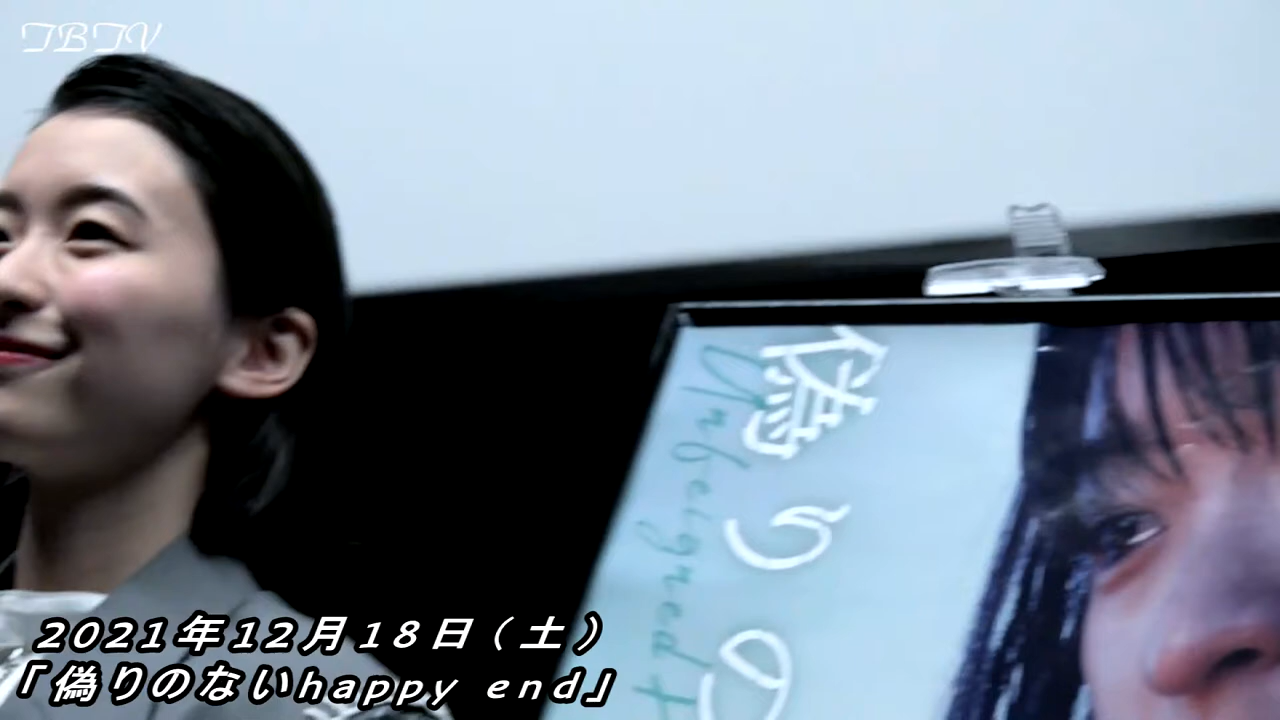 TBTV
偽りの
Unfeigned
2021年12月18日（土）
「偽りのないhappy end」